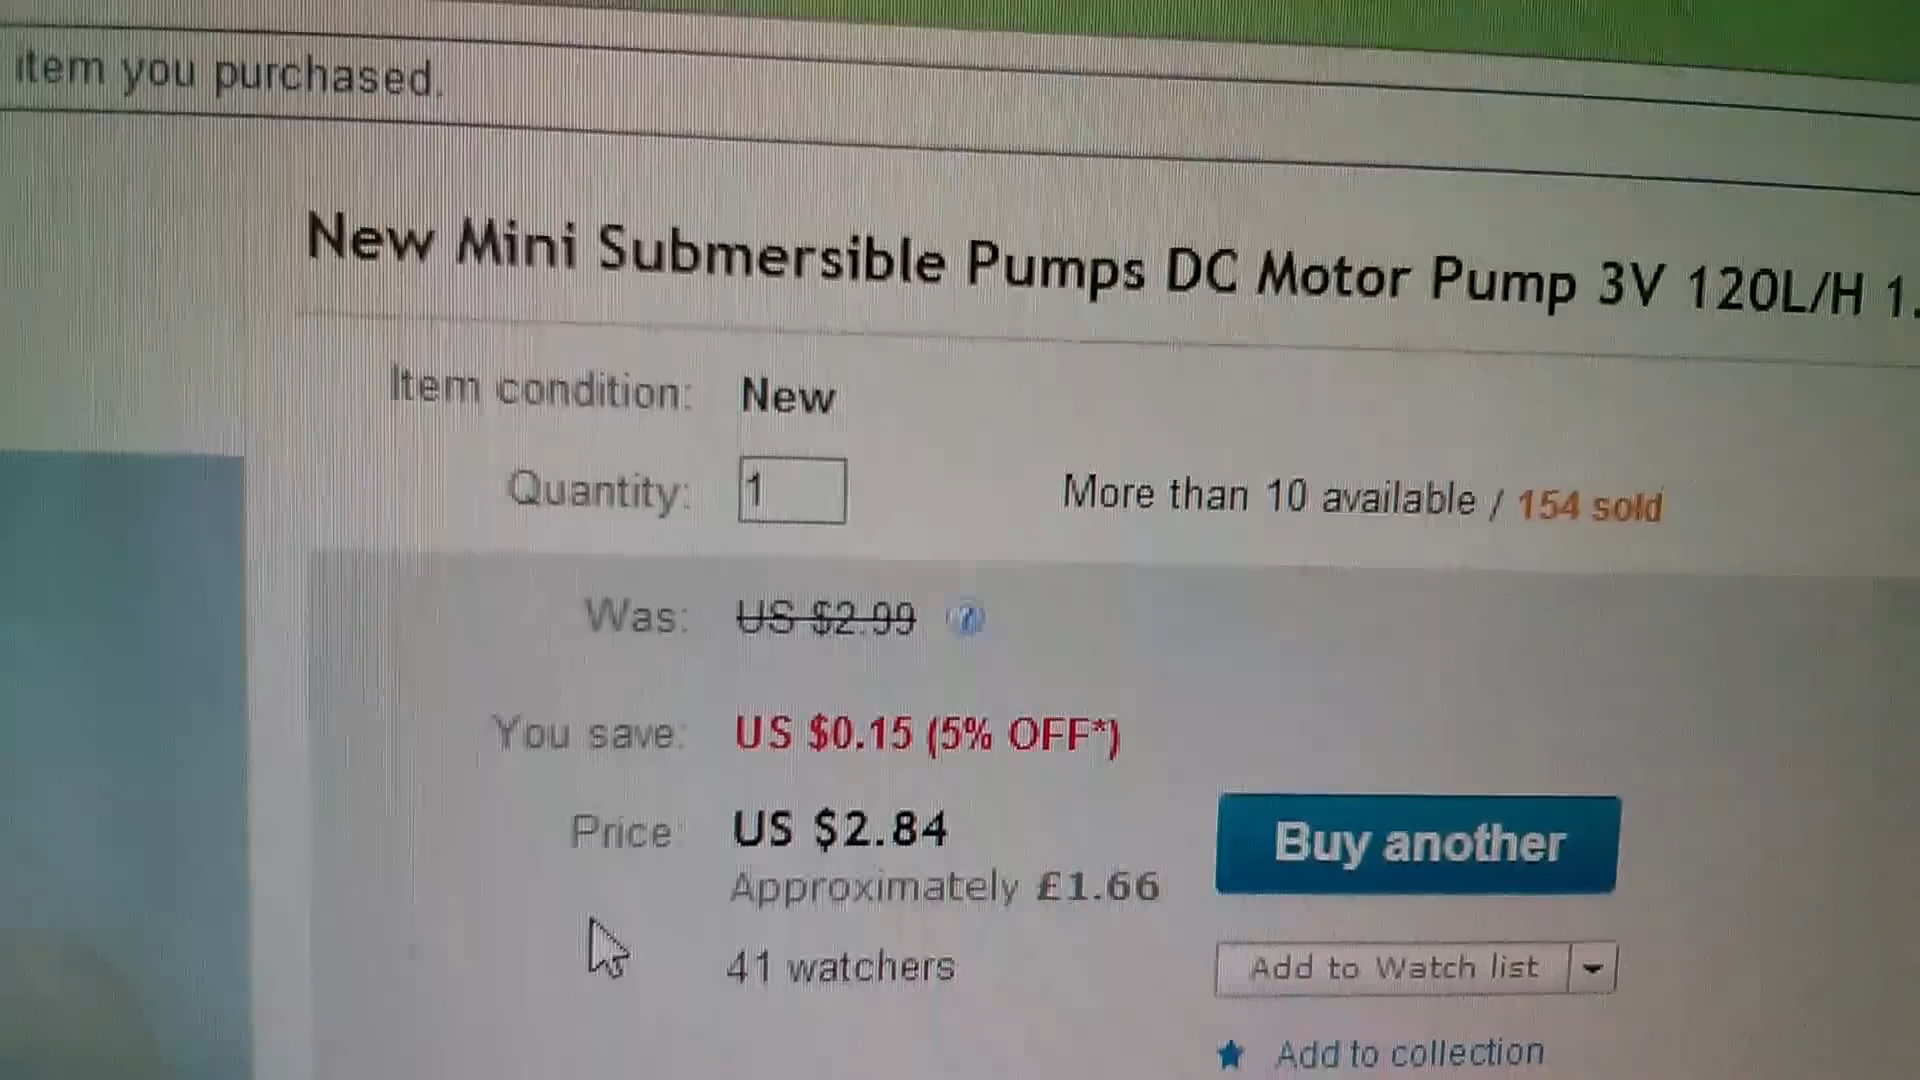 item you purchased.
New Mini Submersible Pumps DC Motor Pump 3V 120L/H 1.
Item condition: New
Quantity: 1 More than 10 available / 154 sold
Was: US $2.99 ?
You save: US $0.15 (5% OFF*)
Price: US $2.84 Buy another
Approximately £1.66
41 watchers Add to Watch list
Add to collection